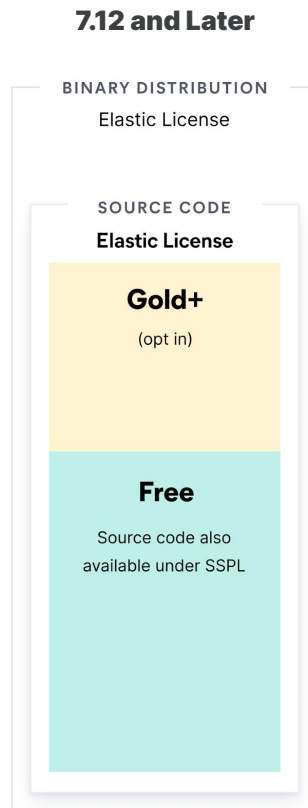 7.12 and Later
BINARY DISTRIBUTION
Elastic License
SOURCE CODE
Elastic License
Gold+
(opt in)
Free
Source code also
available under SSPL